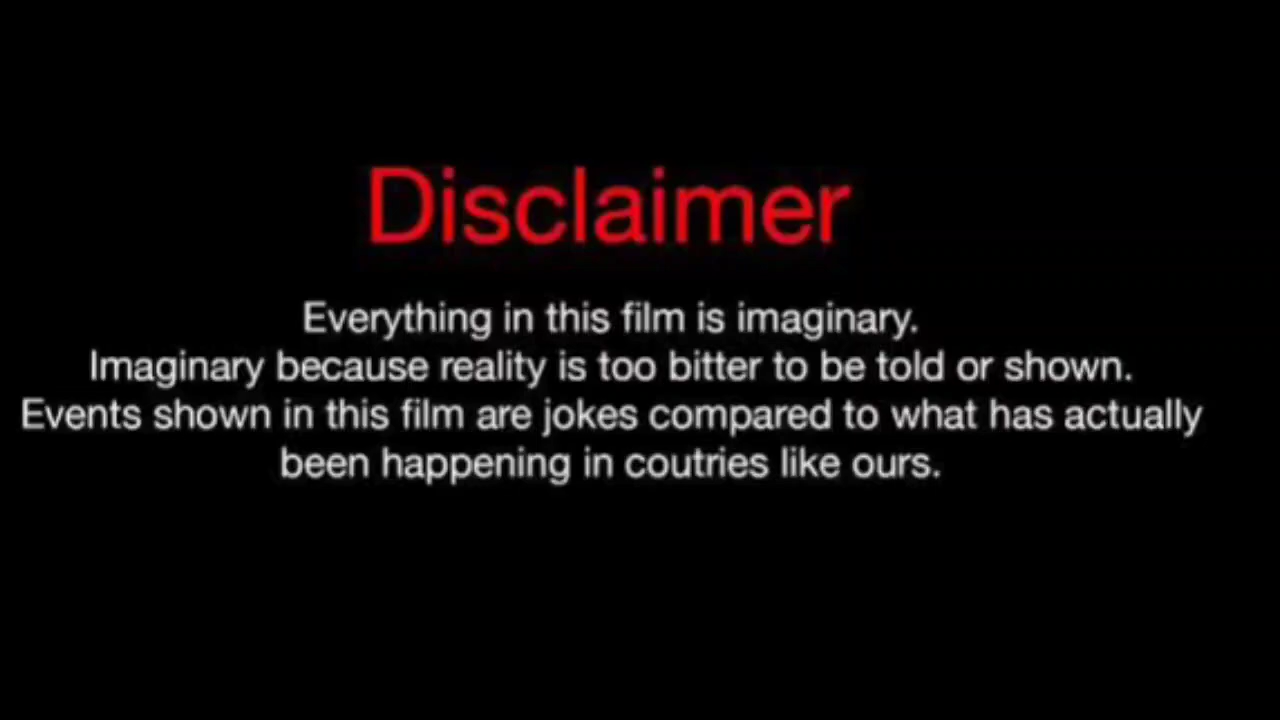 Disclaimer
Everything in this film is imaginary.
Imaginary because reality is too bitter to be told or shown.
Events shown in this film are jokes compared to what has actually
been happening in coutries like ours.